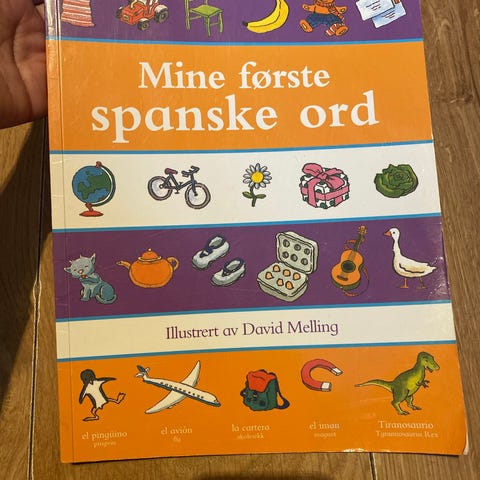 Mine første
spanske ord
Illustrert av David Melling
el pingüino
pingvin
el avión
fly
la cartera
skolesekk
el imán
magnet
Tiranosaurio
Tyrannosaurus Rex